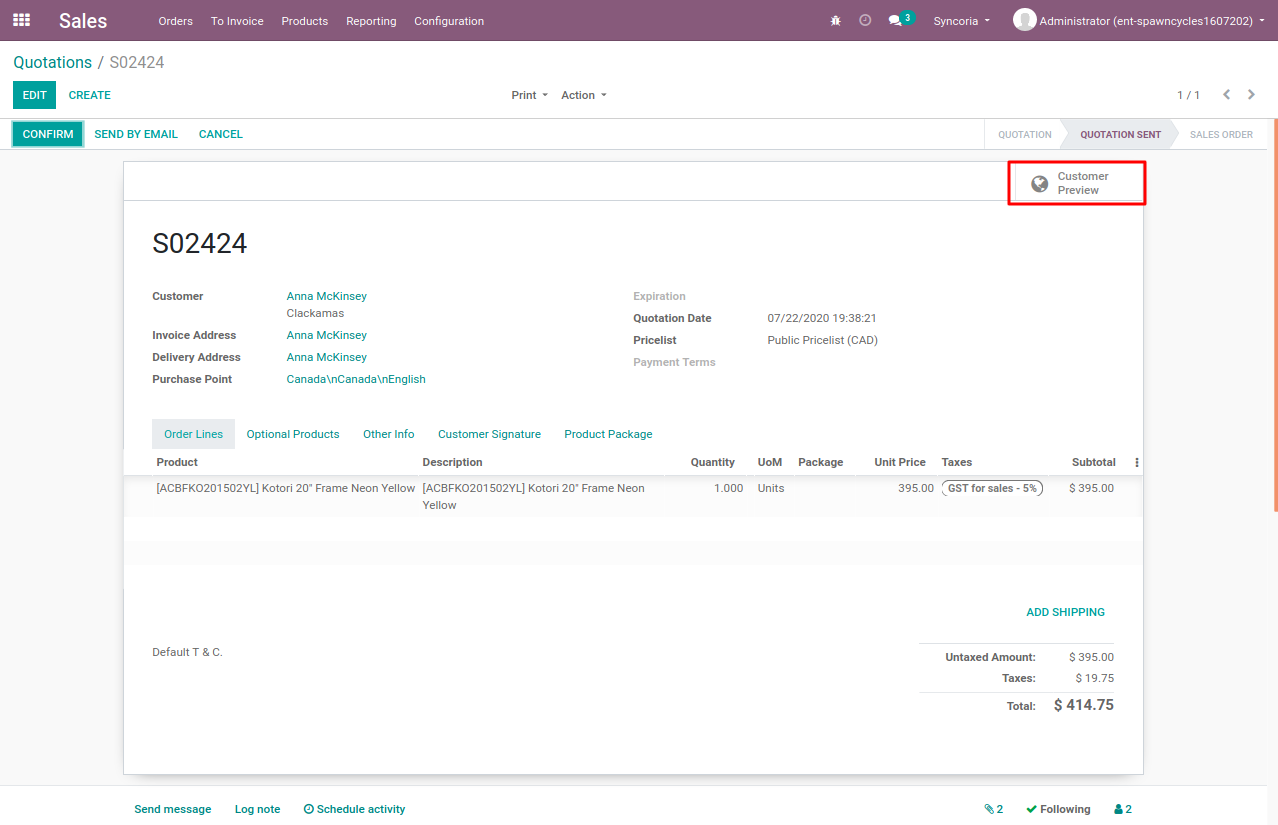 Sales Orders To Invoice Products Reporting Configuration 3 Syncoria Administrator (ent-spawncycles1607202)
Quotations / S02424
EDIT CREATE Print Action 1 / 1
CONFIRM SEND BY EMAIL CANCEL QUOTATION QUOTATION SENT SALES ORDER
Customer
Preview
S02424
Customer Anna McKinsey Expiration
Clackamas
Quotation Date 07/22/2020 19:38:21
Invoice Address Anna McKinsey Pricelist Public Pricelist (CAD)
Delivery Address Anna McKinsey Payment Terms
Purchase Point Canada\nCanada\nEnglish
Order Lines Optional Products Other Info Customer Signature Product Package
Product Description Quantity UoM Package Unit Price Taxes Subtotal
[ACBFKO201502YL] Kotori 20" Frame Neon Yellow [ACBFKO201502YL] Kotori 20" Frame Neon 1.000 Units 395.00 GST for sales - 5% $ 395.00
Yellow
ADD SHIPPING
Default T & C.
Untaxed Amount: $ 395.00
Taxes: $ 19.75
Total: $ 414.75
Send message Log note Schedule activity 2 Following 2